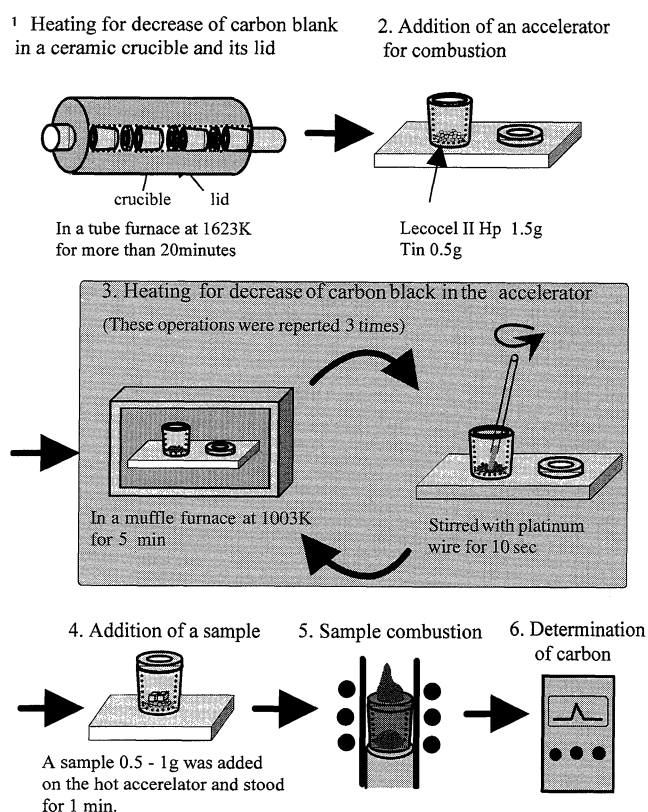 1 Heating for decrease of carbon blank
in a ceramic crucible and its lid
2. Addition of an accelerator
for combustion
crucible
lid
In a tube furnace at 1623K
for more than 20minutes
Lecocel II Hp 1.5g
Tin 0.5g
3. Heating for decrease of carbon black in the accelerator
(These operations were reperted 3 times)
In a muffle furnace at 1003K
for 5 min
Stirred with platinum
wire for 10 sec
4. Addition of a sample
5. Sample combustion
6. Determination
of carbon
A sample 0.5 - 1g was added
on the hot accerelator and stood
for 1 min.